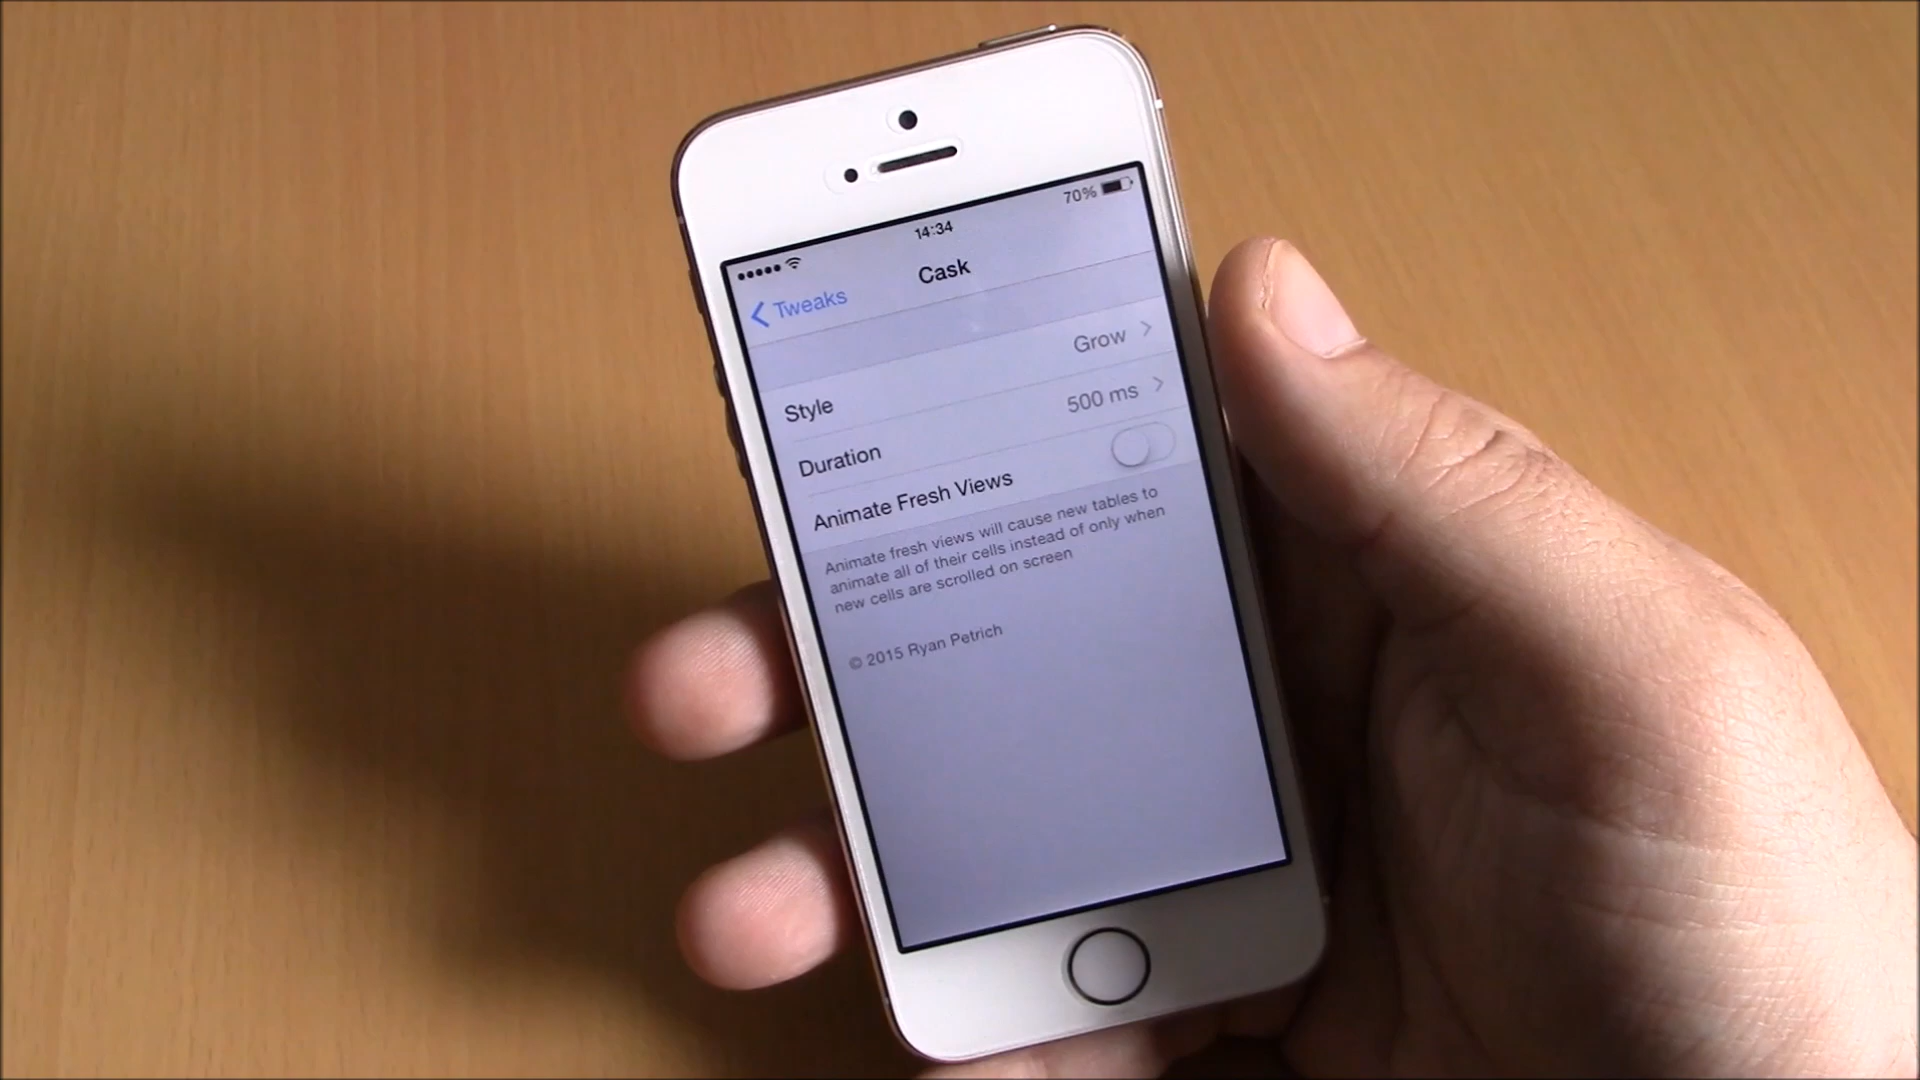 70%
14:34
Tweaks
Cask
Style Grow
Duration 500 ms
Animate Fresh Views
Animate fresh views will cause new tables to
animate all of their cells instead of only when
new cells are scrolled on screen
© 2015 Ryan Petrich